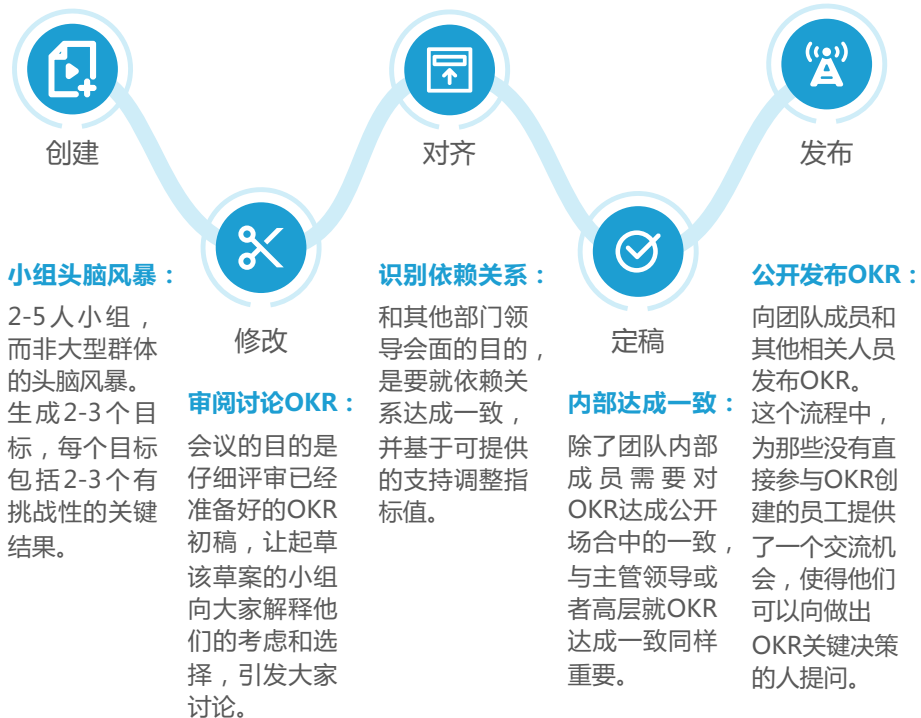 创建
小组头脑风暴：
2-5人小组，
而非大型群体
的头脑风暴。
生成2-3个目
标，每个目标
包括2-3个有
挑战性的关键
结果。
修改
审阅讨论OKR：
会议的目的是
仔细评审已经
准备好的OKR
初稿，让起草
该草案的小组
向大家解释他
们的考虑和选
择，引发大家
讨论。
对齐
识别依赖关系：
和其他部门领
导会面的目的，
是要就依赖关
系达成一致，
并基于可提供
的支持调整指
标值。
定稿
内部达成一致：
除了团队内部
成员需要对
OKR达成公开
场合中的一致，
与主管领导或
者高层就OKR
达成一致同样
重要。
发布
公开发布OKR：
向团队成员和
其他相关人员
发布OKR。
这个流程中，
为那些没有直
接参与OKR创
建的员工提供
了一个交流机
会，使得他们
可以向做出
OKR关键决策
的人提问。